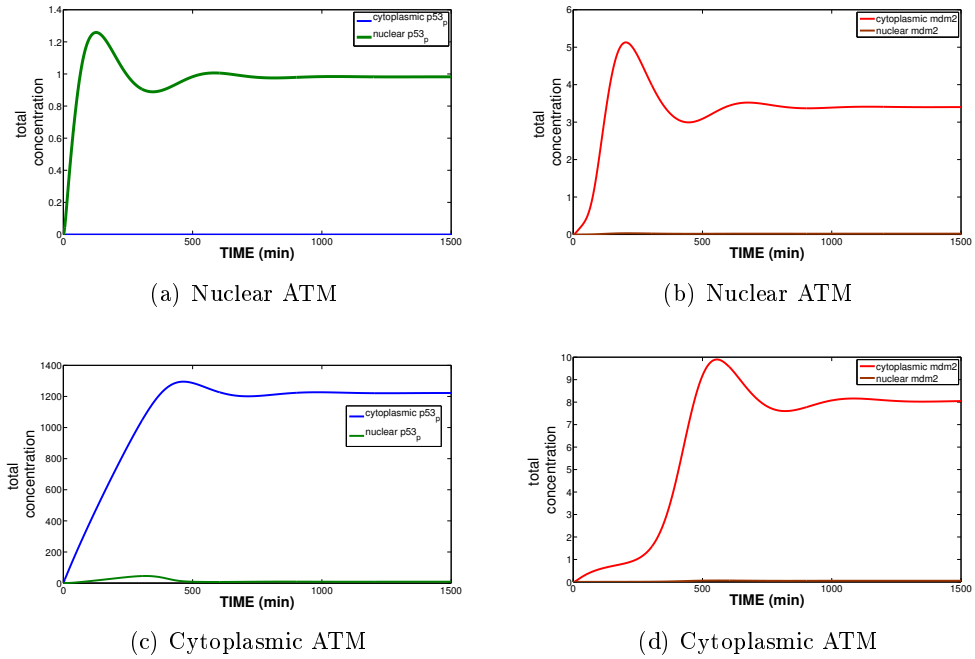 1.4
1.2
1
0.8
0.6
0.4
0.2
0
0 500 1000 1500
total
concentration
TIME (min)
cytoplasmic p53_p
nuclear p53_p
(a) Nuclear ATM
6
5
4
3
2
1
0
0 500 1000 1500
total
concentration
TIME (min)
cytoplasmic mdm2
nuclear mdm2
(b) Nuclear ATM
1400
1200
1000
800
600
400
200
0
0 500 1000 1500
total
concentration
TIME (min)
cytoplasmic p53_p
nuclear p53_p
(c) Cytoplasmic ATM
10
9
8
7
6
5
4
3
2
1
0
0 500 1000 1500
total
concentration
TIME (min)
cytoplasmic mdm2
nuclear mdm2
(d) Cytoplasmic ATM